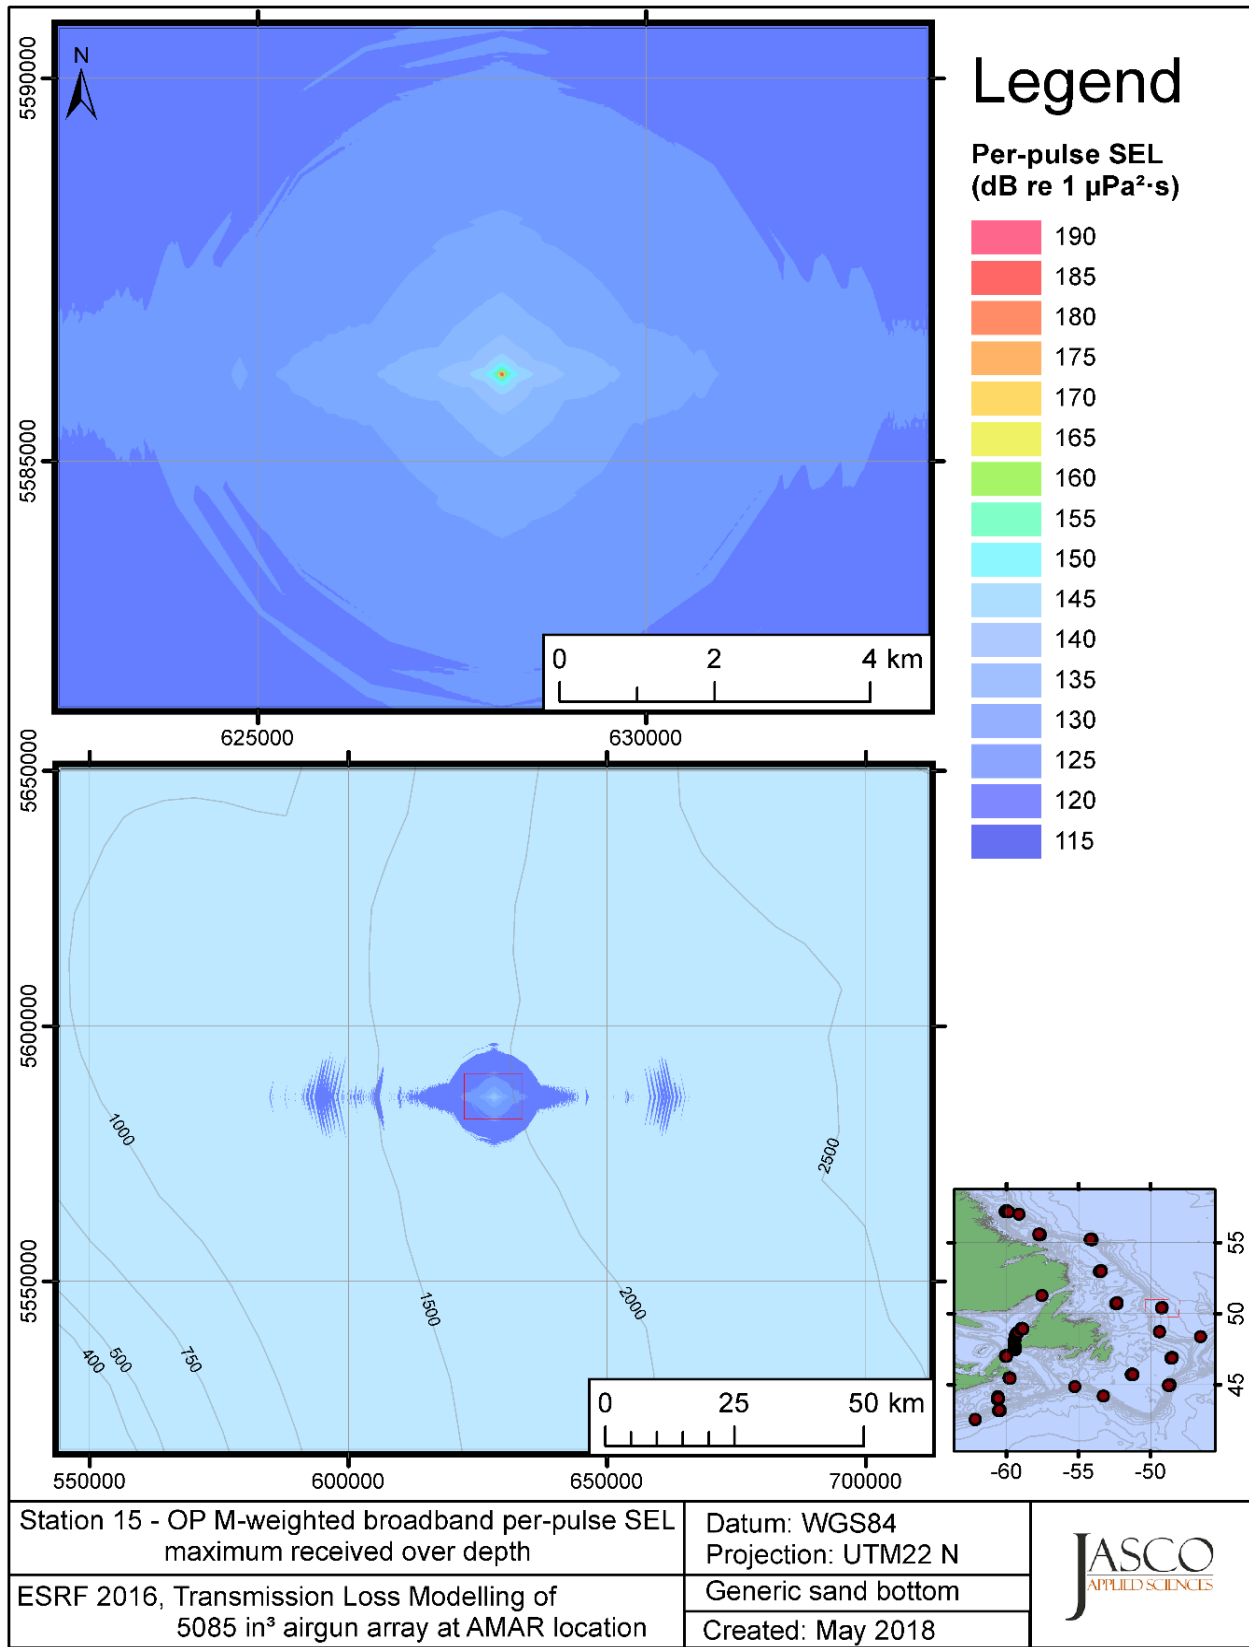 N
5590000
5585000
0 2 4 km
625000 630000
Legend
Per-pulse SEL
(dB re 1 µPa²·s)
190
185
180
175
170
165
160
155
150
145
140
135
130
125
120
115
5650000
5600000
5550000
1000
400
500
750
1500
2000
2500
0 25 50 km
550000 600000 650000 700000
55
50
45
-60 -55 -50
Station 15 - OP M-weighted broadband per-pulse SEL
maximum received over depth
ESRF 2016, Transmission Loss Modelling of
5085 in³ airgun array at AMAR location
Datum: WGS84
Projection: UTM22 N
Generic sand bottom
Created: May 2018
JASCO
APPLIED SCIENCES